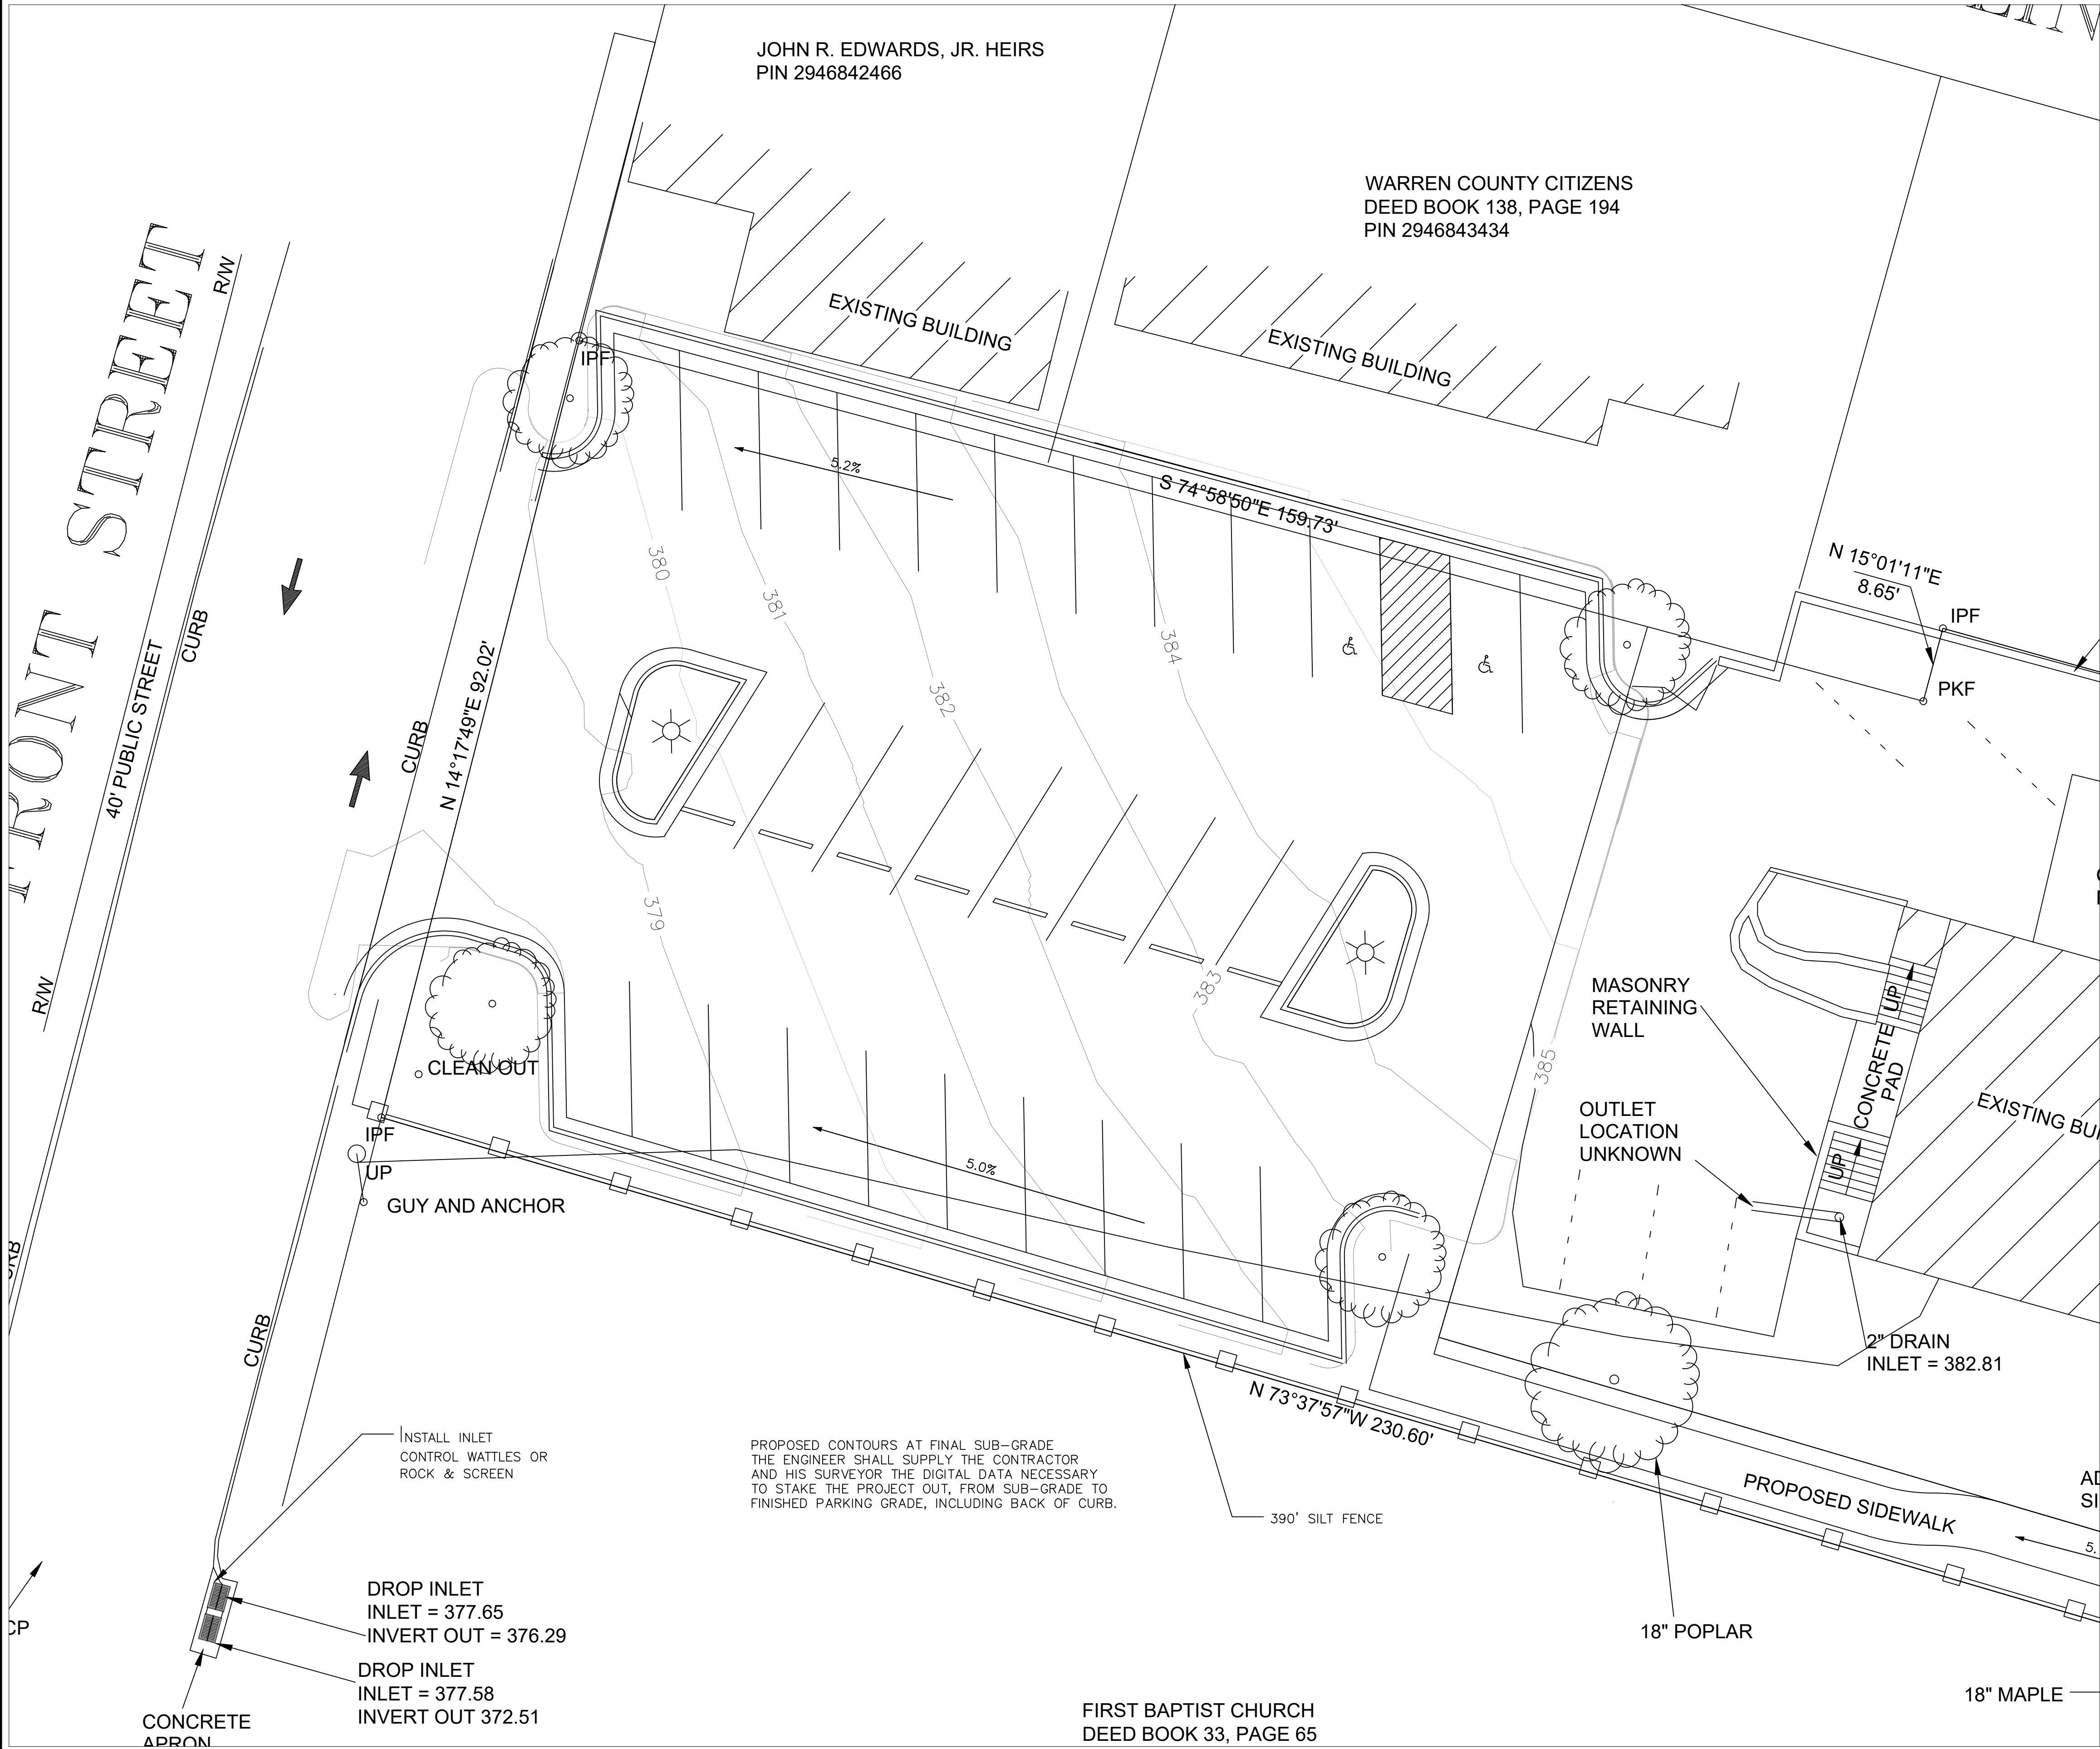 JOHN R. EDWARDS, JR. HEIRS
PIN 2946842466
WARREN COUNTY CITIZENS
DEED BOOK 138, PAGE 194
PIN 2946843434
EXISTING BUILDING
EXISTING BUILDING
FRONT STREET
R/W
40' PUBLIC STREET
CURB
R/W
CURB
N 14°17'49"E 92.02'
IPF
5.2%
S 74°58'50"E 159.73'
N 15°01'11"E
8.65'
IPF
PKF
380
381
382
384
379
383
385
MASONRY
RETAINING
WALL
UP
CONCRETE
PAD
UP
EXISTING BUI
OUTLET
LOCATION
UNKNOWN
CLEAN OUT
IPF
UP
GUY AND ANCHOR
5.0%
2" DRAIN
INLET = 382.81
CURB
N 73°37'57"W 230.60'
INSTALL INLET
CONTROL WATTLES OR
ROCK & SCREEN
PROPOSED CONTOURS AT FINAL SUB-GRADE
THE ENGINEER SHALL SUPPLY THE CONTRACTOR
AND HIS SURVEYOR THE DIGITAL DATA NECESSARY
TO STAKE THE PROJECT OUT, FROM SUB-GRADE TO
FINISHED PARKING GRADE, INCLUDING BACK OF CURB.
390' SILT FENCE
PROPOSED SIDEWALK
AD
SI
5.
DROP INLET
INLET = 377.65
INVERT OUT = 376.29
DROP INLET
INLET = 377.58
INVERT OUT 372.51
CP
CONCRETE
APRON
18" POPLAR
18" MAPLE
FIRST BAPTIST CHURCH
DEED BOOK 33, PAGE 65